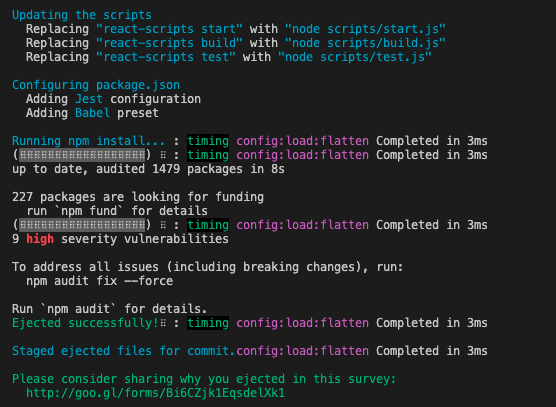 Updating the scripts
  Replacing "react-scripts start" with "node scripts/start.js"
  Replacing "react-scripts build" with "node scripts/build.js"
  Replacing "react-scripts test" with "node scripts/test.js"
Configuring package.json
  Adding Jest configuration
  Adding Babel preset
Running npm install... : timing config:load:flatten Completed in 3ms
(⠿⠿⠿⠿⠿⠿⠿⠿⠿⠿⠿⠿⠿⠿⠿⠿⠿⠿) ⠿ : timing config:load:flatten Completed in 3ms
up to date, audited 1479 packages in 8s
227 packages are looking for funding
  run `npm fund` for details
(⠿⠿⠿⠿⠿⠿⠿⠿⠿⠿⠿⠿⠿⠿⠿⠿⠿⠿) ⠿ : timing config:load:flatten Completed in 3ms
9 high severity vulnerabilities
To address all issues (including breaking changes), run:
  npm audit fix --force
Run `npm audit` for details.
Ejected successfully!⠿ : timing config:load:flatten Completed in 3ms
Staged ejected files for commit.config:load:flatten Completed in 3ms
Please consider sharing why you ejected in this survey:
  http://goo.gl/forms/Bi6CZjk1EqsdelXk1